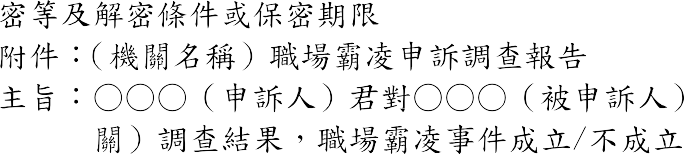 密等及解密條件或保密期限
附件：（機關名稱）職場霸凌申訴調查報告
主旨：○○○（申訴人）君對○○○（被申訴人）
關）調查結果，職場霸凌事件成立/不成立